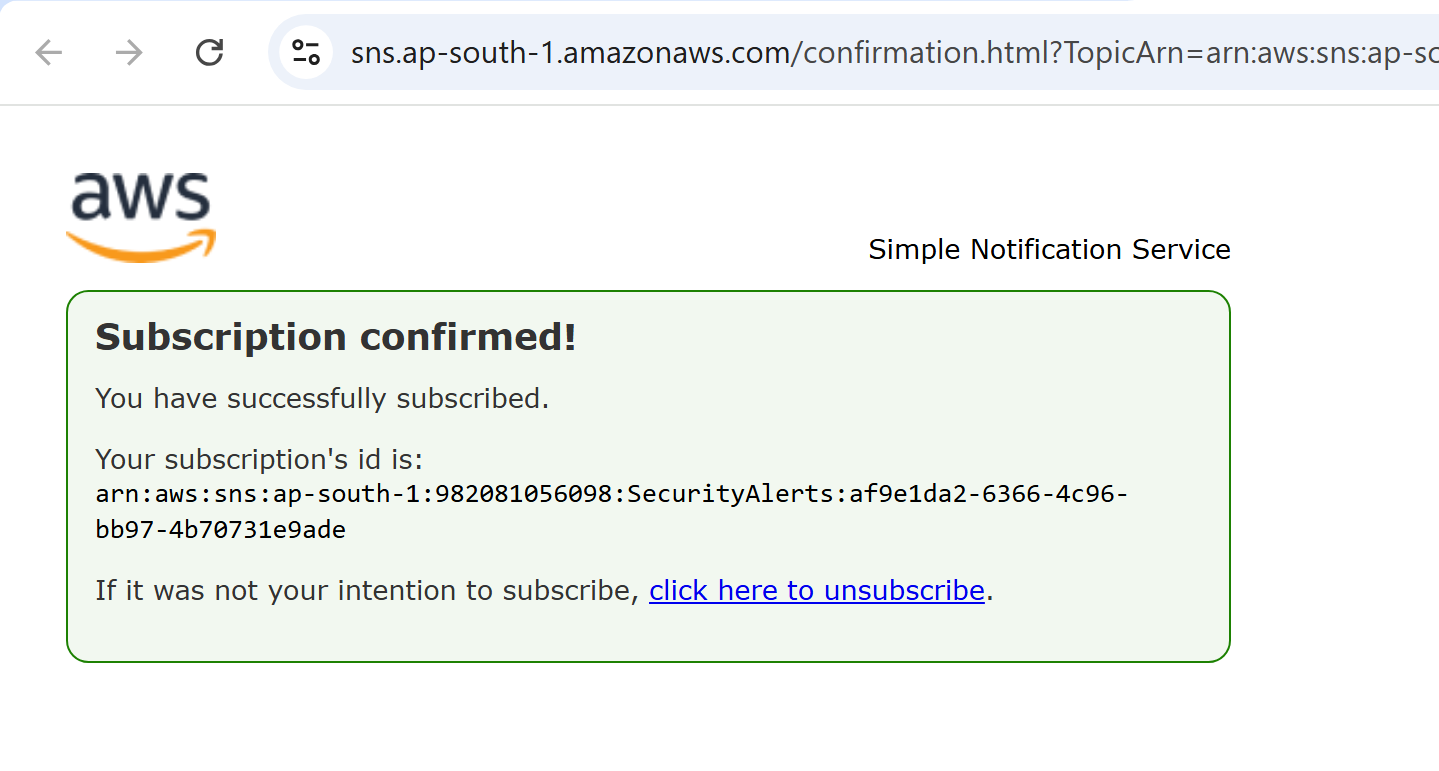 sns.ap-south-1.amazonaws.com/confirmation.html?TopicArn=arn:aws:sns:ap-so
aws
Simple Notification Service
Subscription confirmed!
You have successfully subscribed.
Your subscription's id is:
arn:aws:sns:ap-south-1:982081056098:SecurityAlerts:af9e1da2-6366-4c96-
bb97-4b70731e9ade
If it was not your intention to subscribe, click here to unsubscribe.